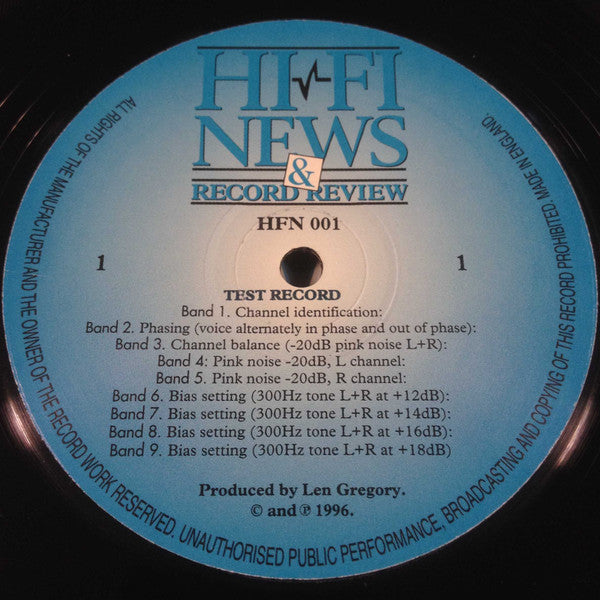 HI-FI
NEWS
&
RECORD REVIEW
HFN 001
1
1
TEST RECORD
Band 1. Channel identification:
Band 2. Phasing (voice alternately in phase and out of phase):
Band 3. Channel balance (-20dB pink noise L+R):
Band 4: Pink noise -20dB, L channel:
Band 5. Pink noise -20dB, R channel:
Band 6. Bias setting (300Hz tone L+R at +12dB):
Band 7. Bias setting (300Hz tone L+R at +14dB):
Band 8. Bias setting (300Hz tone L+R at +16dB):
Band 9. Bias setting (300Hz tone L+R at +18dB)
Produced by Len Gregory.
© and ℗ 1996.
ALL RIGHTS OF THE MANUFACTURER AND THE OWNER OF THE RECORD WORK RESERVED. UNAUTHORISED PUBLIC PERFORMANCE, BROADCASTING AND COPYING OF THIS RECORD PROHIBITED. MADE IN ENGLAND.